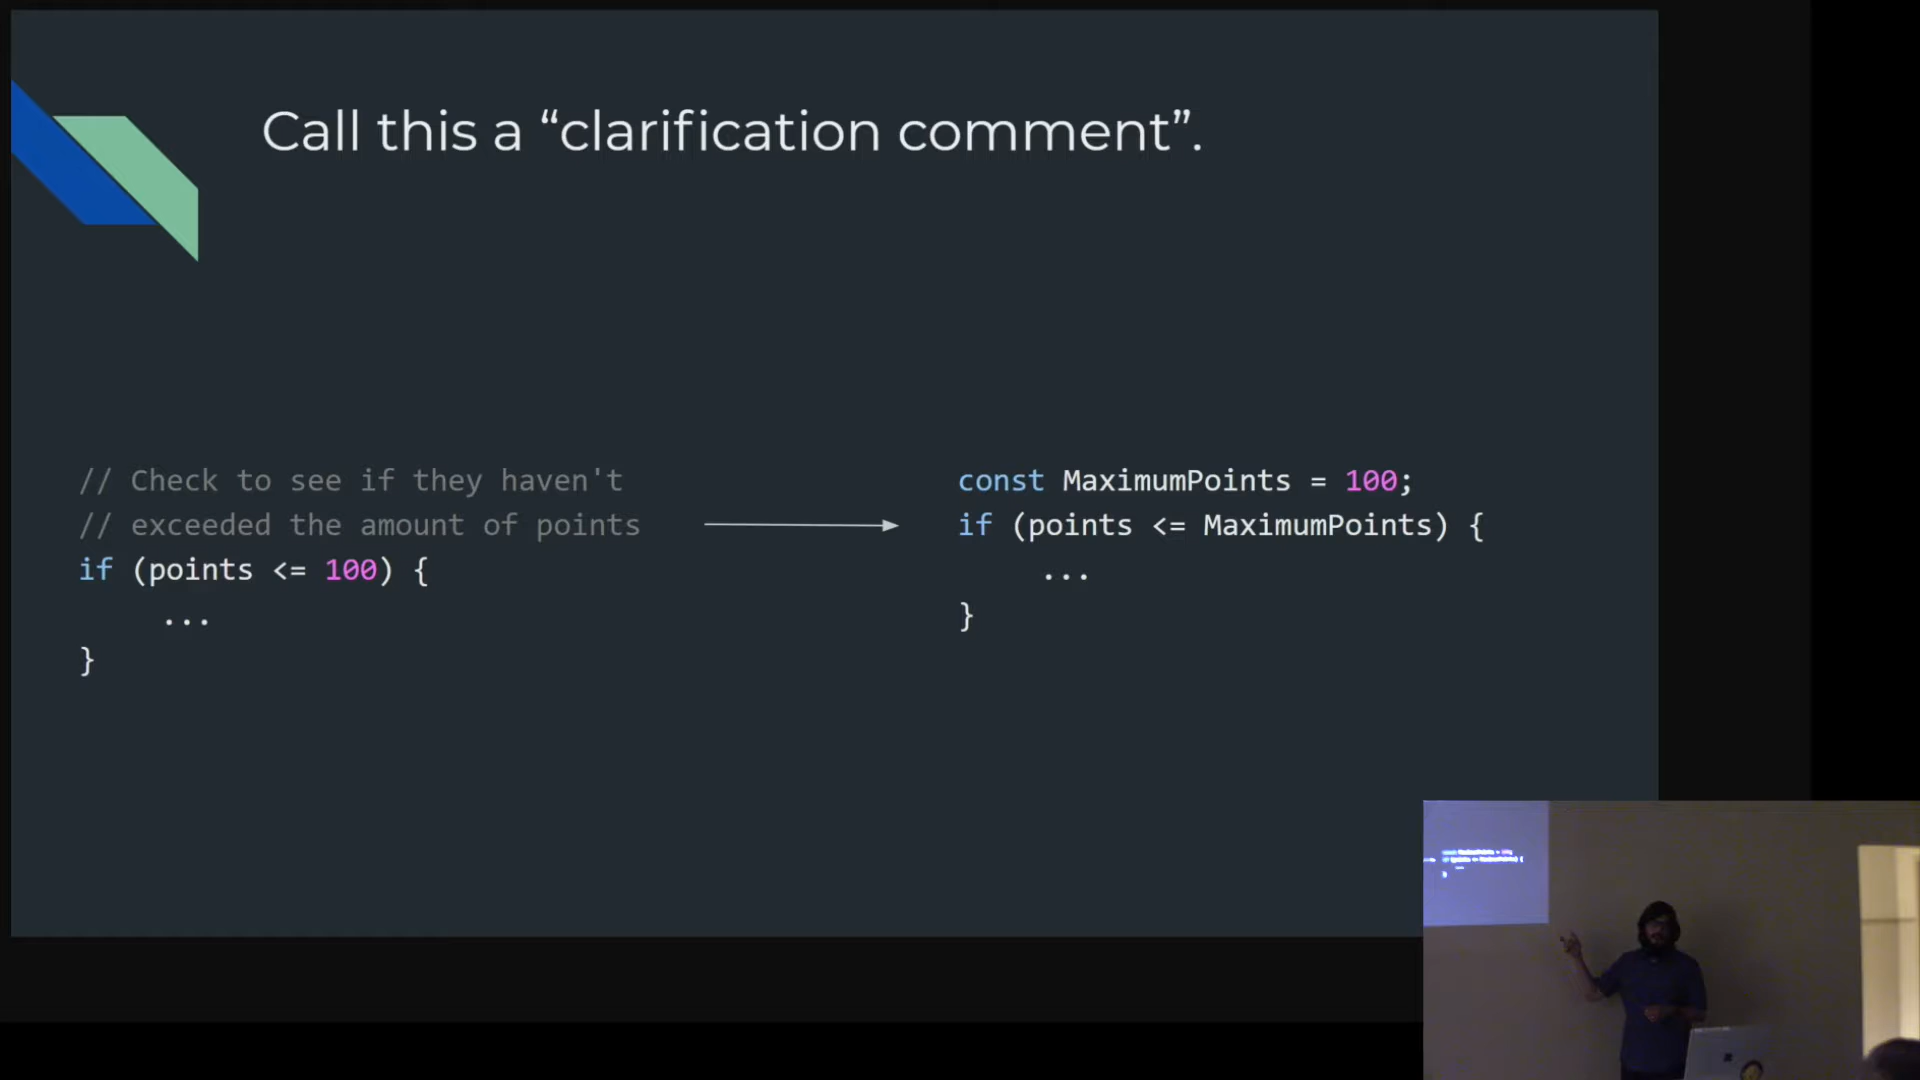 Call this a “clarification comment”.
// Check to see if they haven't
// exceeded the amount of points
if (points <= 100) {
...
}
const MaximumPoints = 100;
if (points <= MaximumPoints) {
...
}